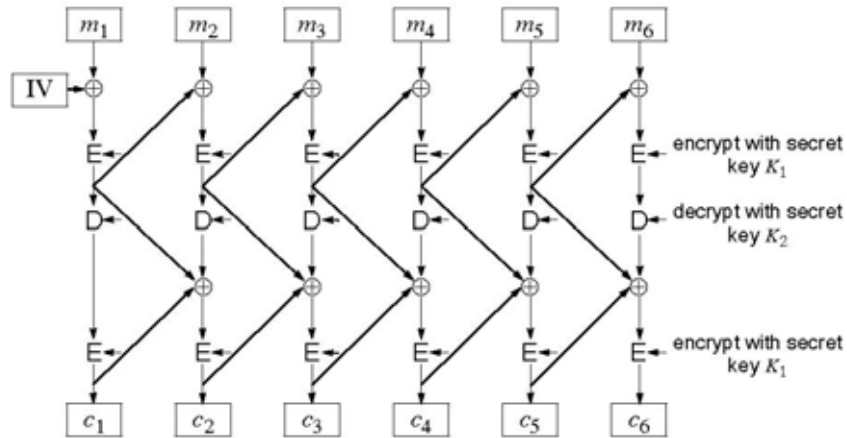 m₁ m₂ m₃ m₄ m₅ m₆
IV
E E E E E E
encrypt with secret
key K₁
D D D D D D
decrypt with secret
key K₂
E E E E E E
encrypt with secret
key K₁
c₁ c₂ c₃ c₄ c₅ c₆